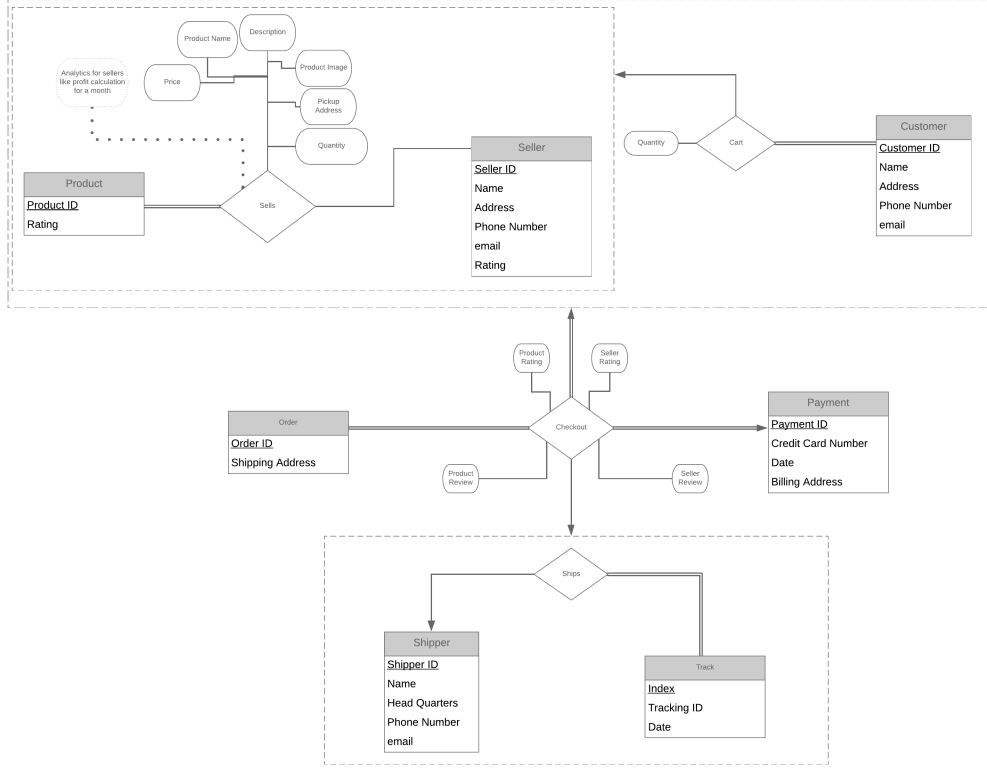 Description
Product Name
Product Image
Analytics for sellers
like profit calculation
for a month
Price
Pickup
Address
Quantity
Product
Product ID
Rating
Sells
Seller
Seller ID
Name
Address
Phone Number
email
Rating
Quantity
Cart
Customer
Customer ID
Name
Address
Phone Number
email
Product
Rating
Seller
Rating
Order
Order ID
Shipping Address
Checkout
Payment
Payment ID
Credit Card Number
Date
Billing Address
Product
Review
Seller
Review
Ships
Shipper
Shipper ID
Name
Head Quarters
Phone Number
email
Track
Index
Tracking ID
Date